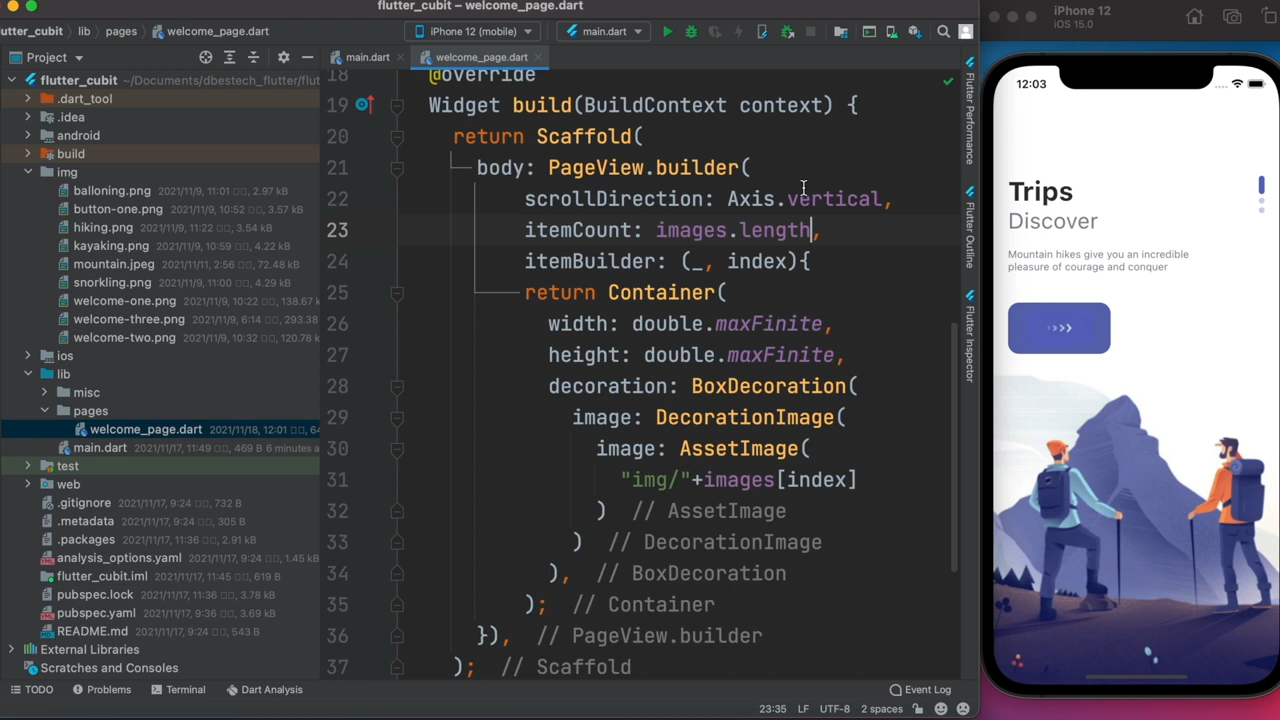 flutter_cubit – welcome_page.dart
iPhone 12
iOS 15.0
utter_cubit
lib
pages
welcome_page.dart
iPhone 12 (mobile)
main.dart
Project
main.dart
welcome_page.dart
flutter_cubit ~/Documents/dbestech_flutter/
.dart_tool
.idea
android
build
img
balloning.png 2021/11/9, 11:01 , 2.97 kB
button-one.png 2021/11/9, 10:52 , 3.57 kB
hiking.png 2021/11/9, 11:01 , 3.71 kB
kayaking.png 2021/11/9, 11:01 , 6.09 kB
mountain.jpeg 2021/11/11, 2:56 , 72.48 kB
snorkling.png 2021/11/9, 11:00 , 4.29 kB
welcome-one.png 2021/11/9, 10:22 , 138.67 k
welcome-three.png 2021/11/9, 6:14 , 293.38
welcome-two.png 2021/11/9, 10:32 , 120.78 k
ios
lib
misc
pages
welcome_page.dart 2021/11/18, 12:01 , 64
main.dart 2021/11/17, 11:49 , 469 B 6 minutes a
test
web
.gitignore 2021/11/17, 9:24 , 732 B
.metadata 2021/11/17, 9:24 , 305 B
.packages 2021/11/17, 11:36 , 2.91 kB
analysis_options.yaml 2021/11/17, 9:24 , 1.45 kB
flutter_cubit.iml 2021/11/17, 11:45 , 619 B
pubspec.lock 2021/11/17, 11:36 , 3.78 kB
pubspec.yaml 2021/11/17, 9:36 , 3.69 kB
README.md 2021/11/17, 9:24 , 543 B
External Libraries
Scratches and Consoles
18 @override
19 Widget build(BuildContext context) {
20 return Scaffold(
21 body: PageView.builder(
22 scrollDirection: Axis.vertical,
23 itemCount: images.length,
24 itemBuilder: (_, index){
25 return Container(
26 width: double.maxFinite,
27 height: double.maxFinite,
28 decoration: BoxDecoration(
29 image: DecorationImage(
30 image: AssetImage(
31 "img/"+images[index]
32 ) // AssetImage
33 ) // DecorationImage
34 ), // BoxDecoration
35 ); // Container
36 }), // PageView.builder
37 ); // Scaffold
Flutter Performance
Flutter Outline
Flutter Inspector
12:03
Trips
Discover
Mountain hikes give you an incredible
pleasure of courage and conquer
TODO
Problems
Terminal
Dart Analysis
Event Log
23:35 LF UTF-8 2 spaces